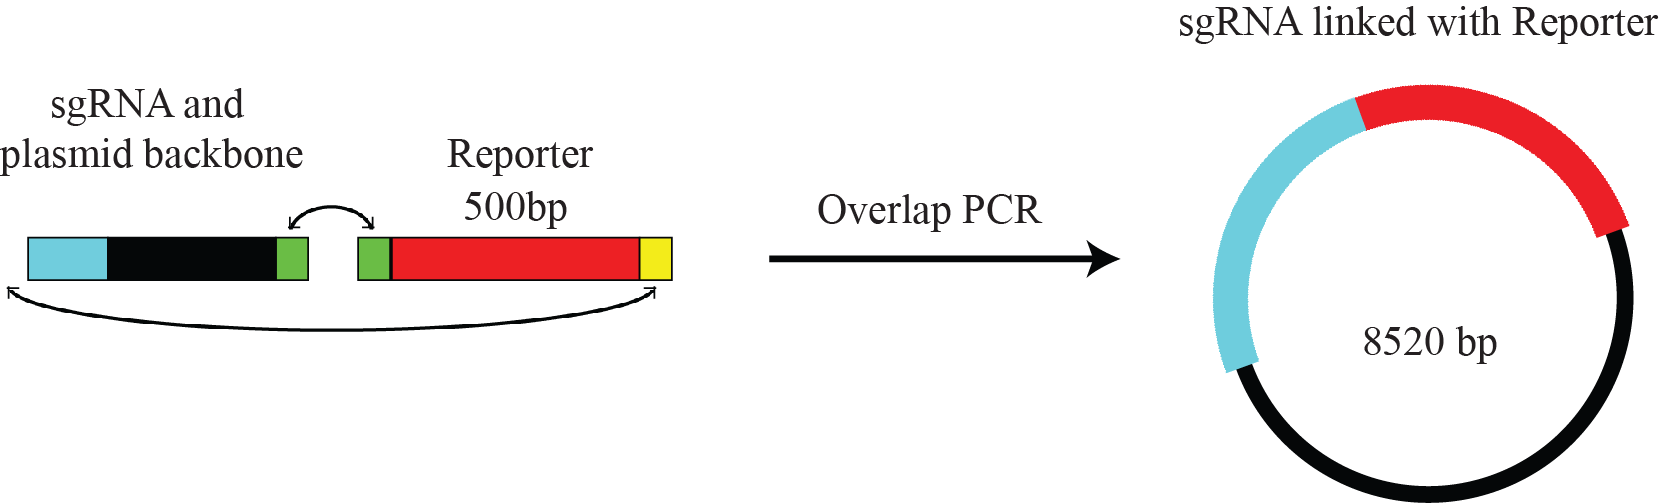 sgRNA and
plasmid backbone
Reporter
500bp
Overlap PCR
sgRNA linked with Reporter
8520 bp